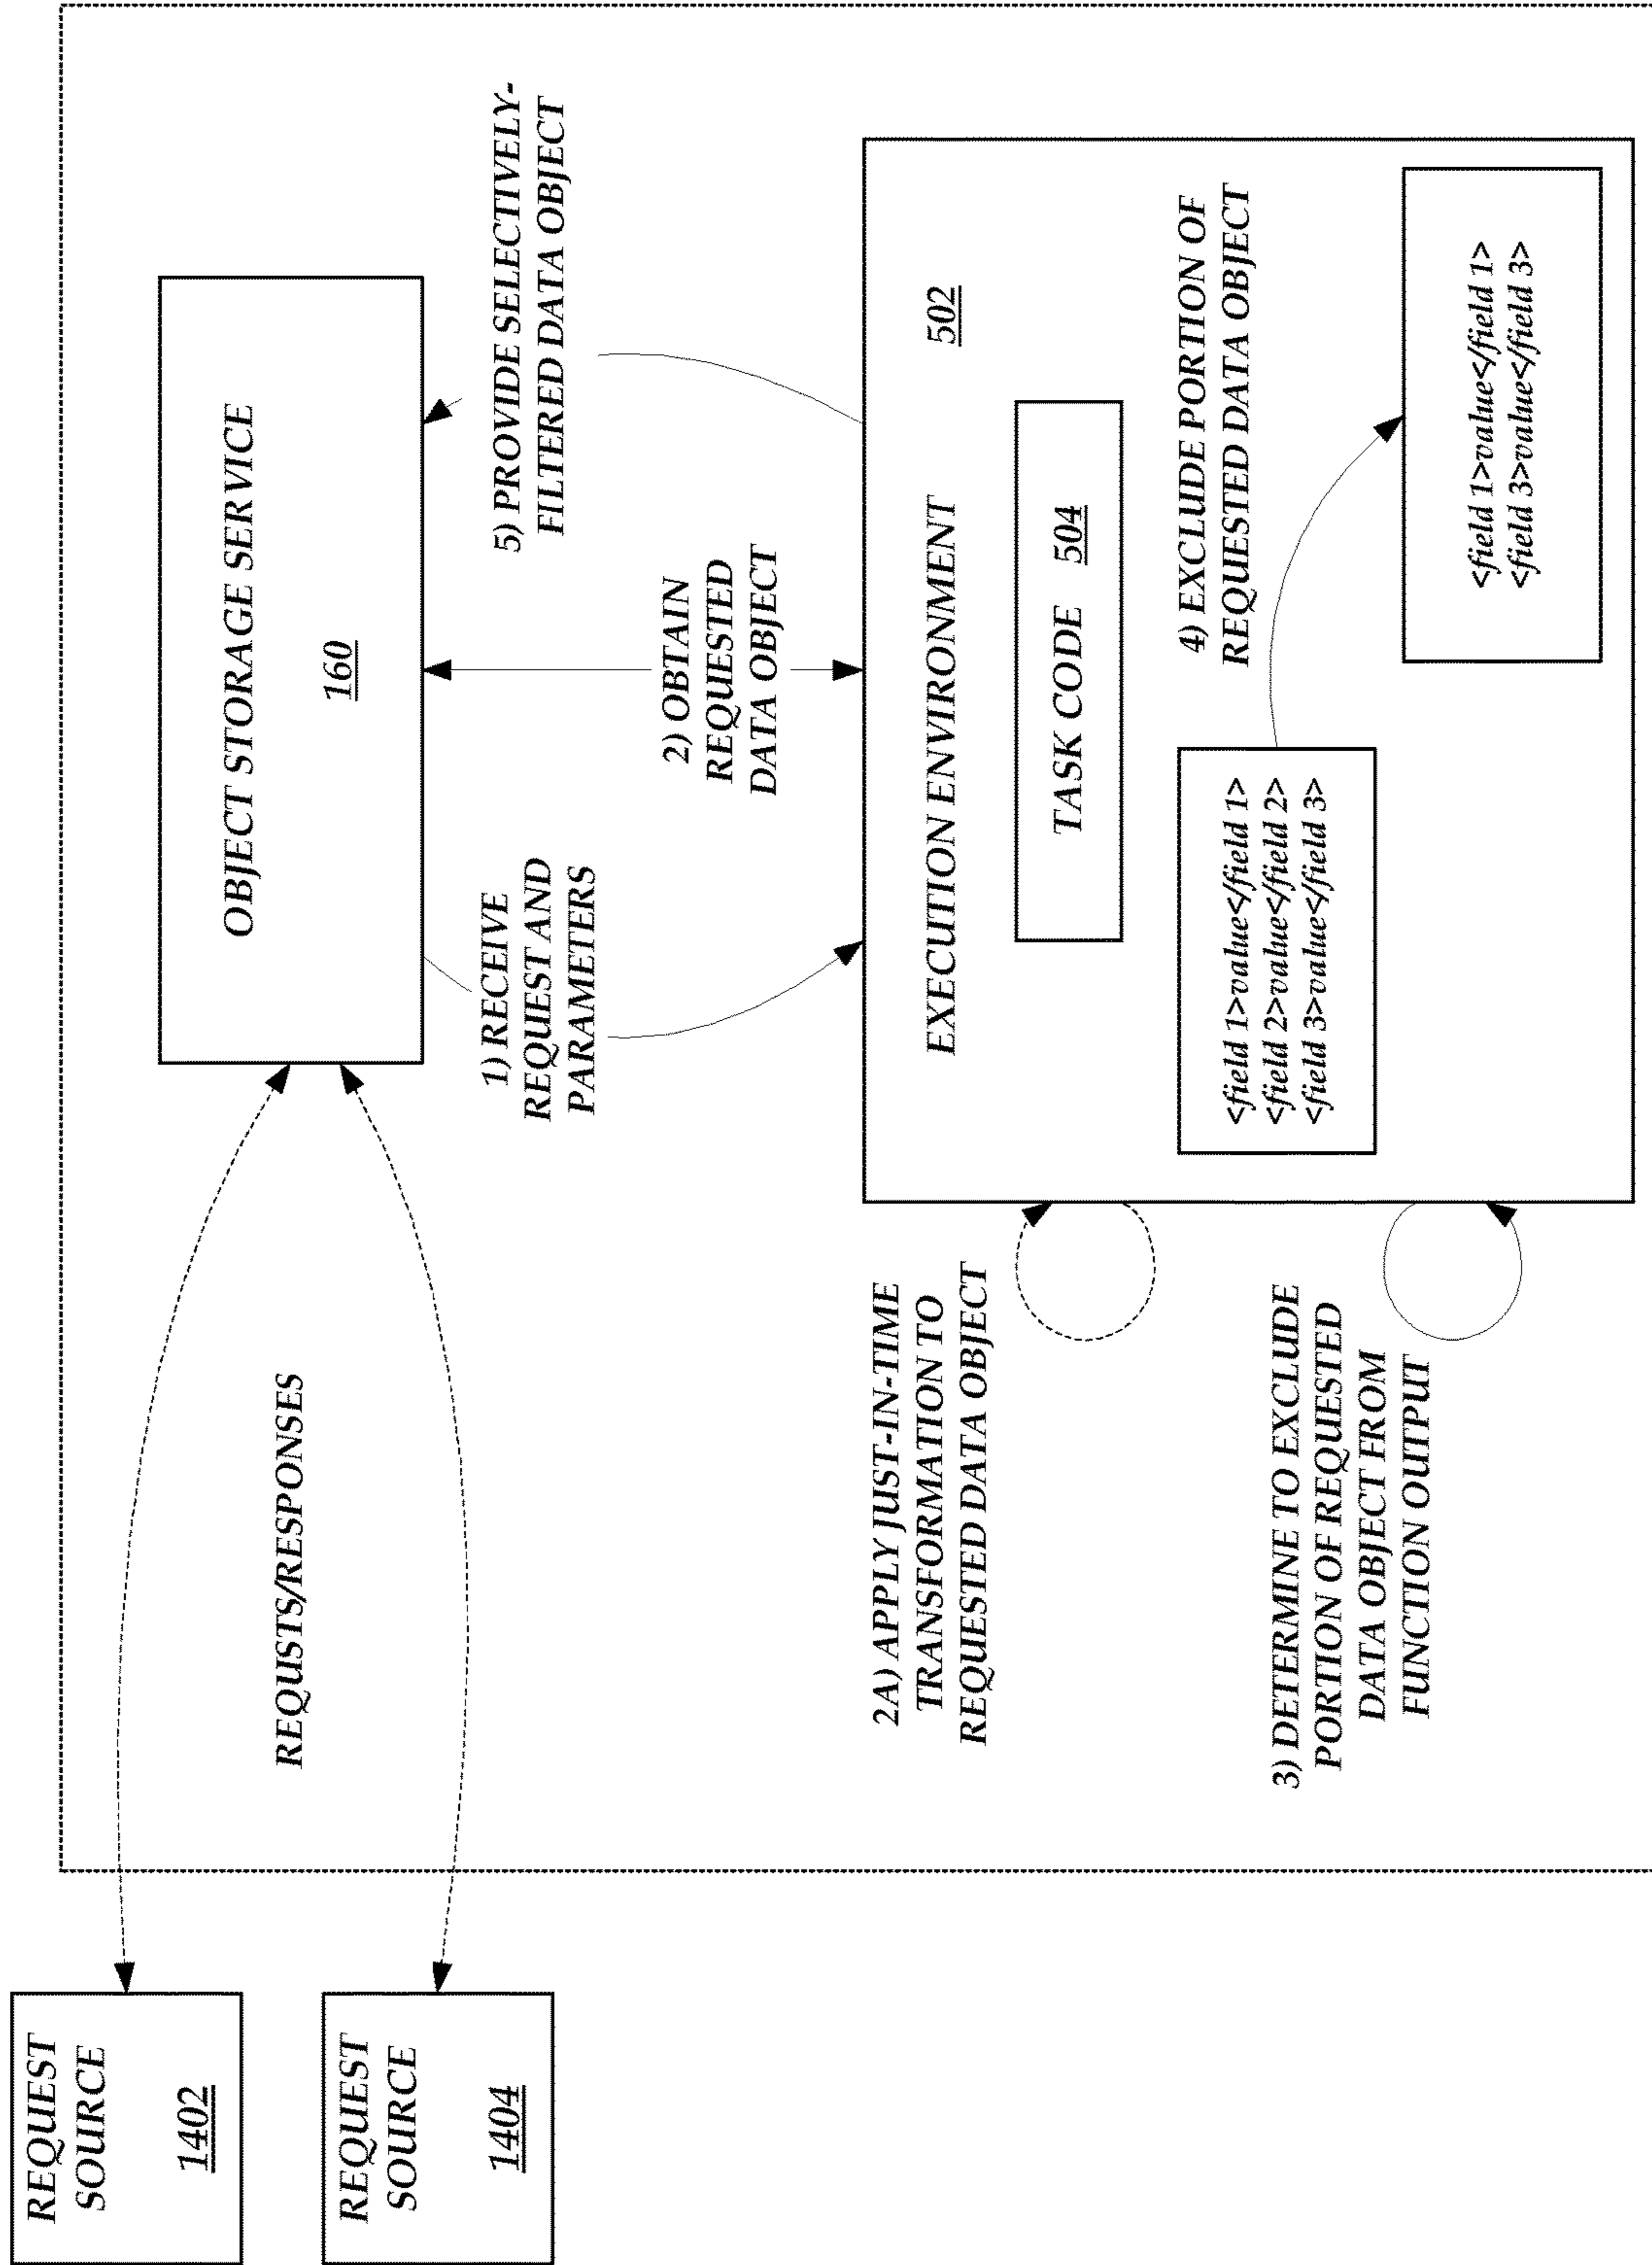 REQUEST
SOURCE
1402
REQUEST
SOURCE
1404
REQUSTS/RESPONSES
OBJECT STORAGE SERVICE
160
1) RECEIVE
REQUEST AND
PARAMETERS
2) OBTAIN
REQUESTED
DATA OBJECT
5) PROVIDE SELECTIVELY-
FILTERED DATA OBJECT
2A) APPLY JUST-IN-TIME
TRANSFORMATION TO
REQUESTED DATA OBJECT
3) DETERMINE TO EXCLUDE
PORTION OF REQUESTED
DATA OBJECT FROM
FUNCTION OUTPUT
EXECUTION ENVIRONMENT 502
TASK CODE 504
<field 1>value</field 1>
<field 2>value</field 2>
<field 3>value</field 3>
4) EXCLUDE PORTION OF
REQUESTED DATA OBJECT
<field 1>value</field 1>
<field 3>value</field 3>